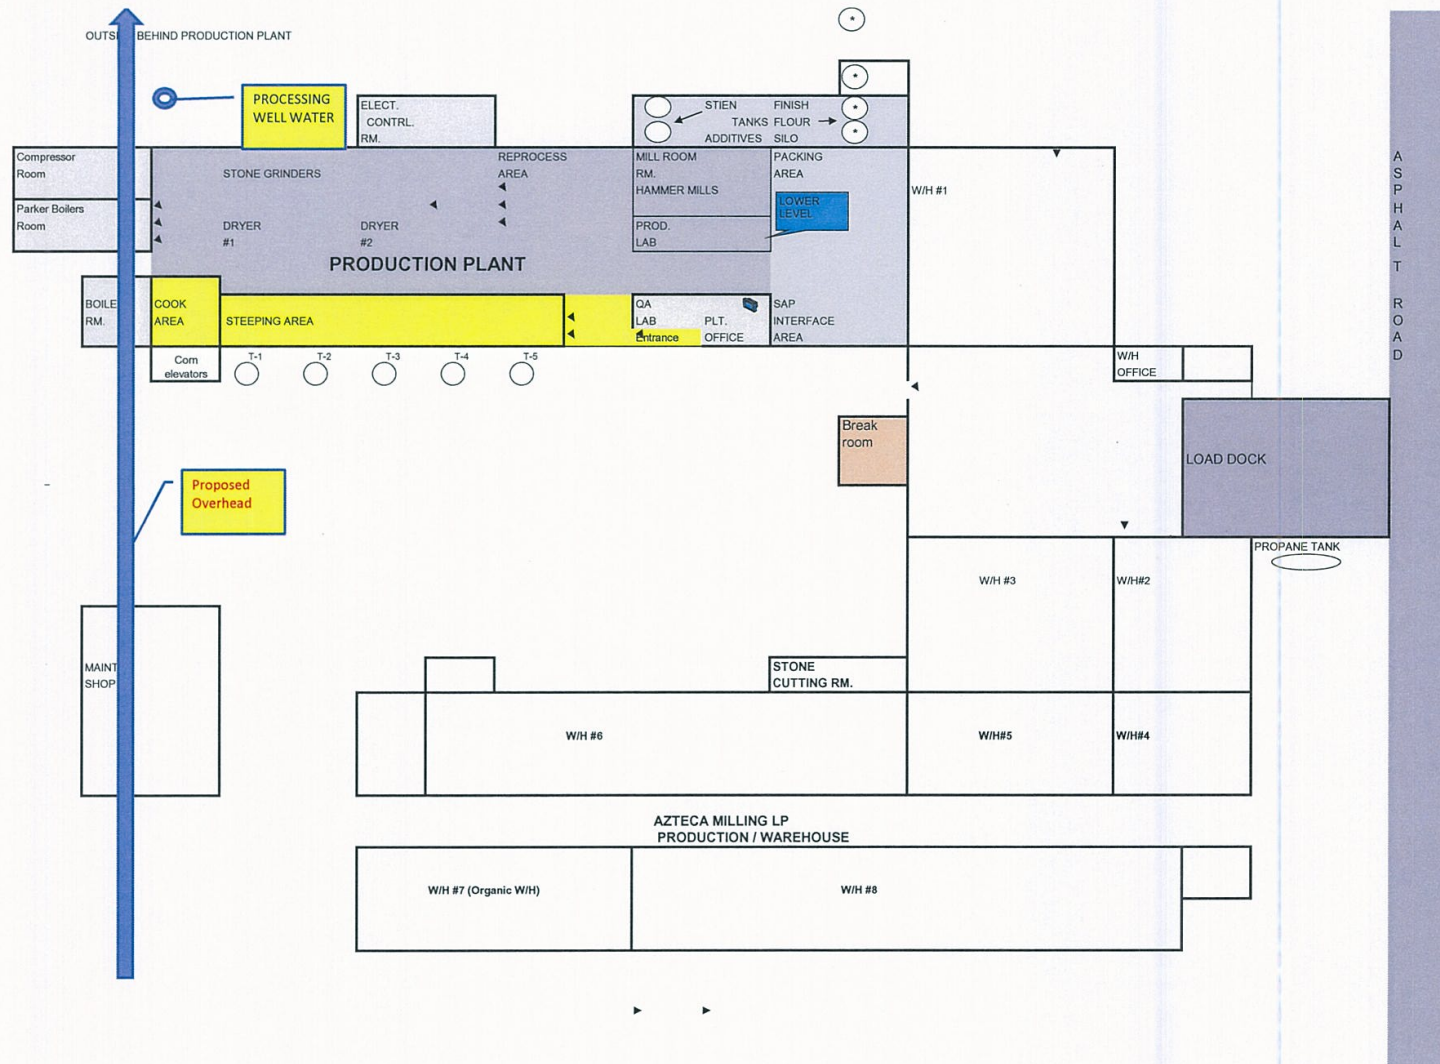 OUTS BEHIND PRODUCTION PLANT
PROCESSING
WELL WATER
ELECT.
CONTRL.
RM.
STIEN FINISH
TANKS FLOUR
ADDITIVES SILO
*
*
*
*
Compressor
Room
Parker Boilers
Room
STONE GRINDERS
REPROCESS
AREA
DRYER
#1
DRYER
#2
PRODUCTION PLANT
MILL ROOM
RM.
HAMMER MILLS
PROD.
LAB
PACKING
AREA
LOWER
LEVEL
W/H #1
ASPHALT ROAD
BOILE
RM.
COOK
AREA
STEEPING AREA
QA
LAB
Entrance
PLT.
OFFICE
SAP
INTERFACE
AREA
Corn
elevators
T-1
T-2
T-3
T-4
T-5
W/H
OFFICE
Break
room
LOAD DOCK
Proposed
Overhead
PROPANE TANK
W/H #3
W/H#2
MAINT
SHOP
STONE
CUTTING RM.
W/H #6
W/H#5
W/H#4
AZTECA MILLING LP
PRODUCTION / WAREHOUSE
W/H #7 (Organic W/H)
W/H #8